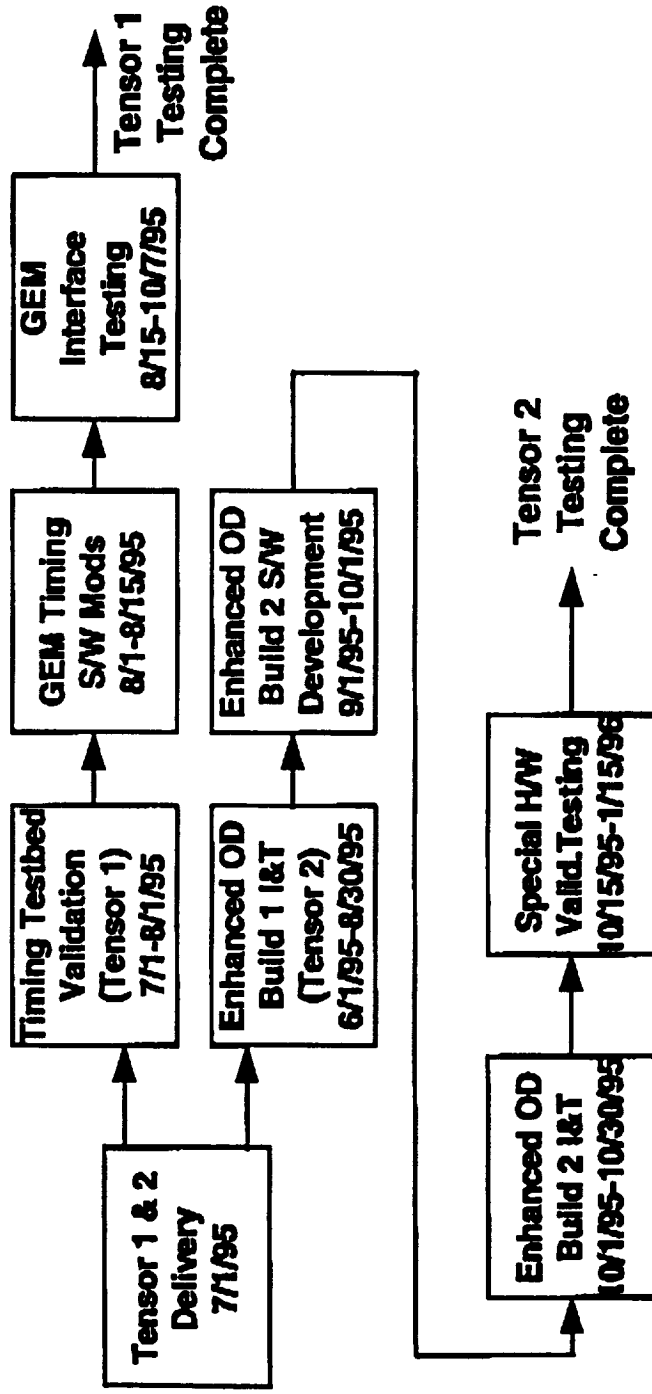 Tensor 1 & 2
Delivery
7/1/95
Timing Testbed
Validation
(Tensor 1)
7/1-8/1/95
GEM Timing
S/W Mods
8/1-8/15/95
GEM
Interface
Testing
8/15-10/7/95
Tensor 1
Testing
Complete
Enhanced OD
Build 1 I&T
(Tensor 2)
6/1/95-8/30/95
Enhanced OD
Build 2 S/W
Development
9/1/95-10/1/95
Enhanced OD
Build 2 I&T
10/1/95-10/30/95
Special H/W
Valid.Testing
10/15/95-1/15/96
Tensor 2
Testing
Complete